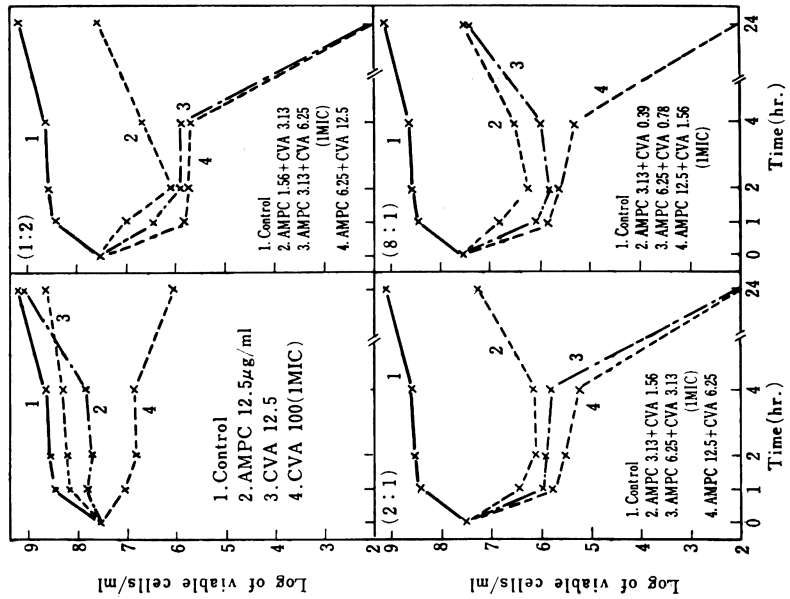 9
8
7
6
5
4
2
1
3
2
4
1. Control
2. AMPC 12.5μg/ml
3. CVA 12.5
4. CVA 100(1MIC)
Log of viable cells/ml
(1:2)
1
2
3
4
1. Control
2. AMPC 1.56+CVA 3.13
3. AMPC 3.13+CVA 6.25
(1MIC)
4. AMPC 6.25+CVA 12.5
0
1
2
4
24
9
8
7
6
5
4
2
(2:1)
1
2
3
4
1. Control
2. AMPC 3.13+CVA 1.56
3. AMPC 6.25+CVA 3.13
(1MIC)
4. AMPC 12.5+CVA 6.25
Log of viable cells/ml
0
1
2
4
24
Time(hr.)
(8:1)
1
2
3
4
1. Control
2. AMPC 3.13+CVA 0.39
3. AMPC 6.25+CVA 0.78
4. AMPC 12.5+CVA 1.56
(1MIC)
Time(hr.)